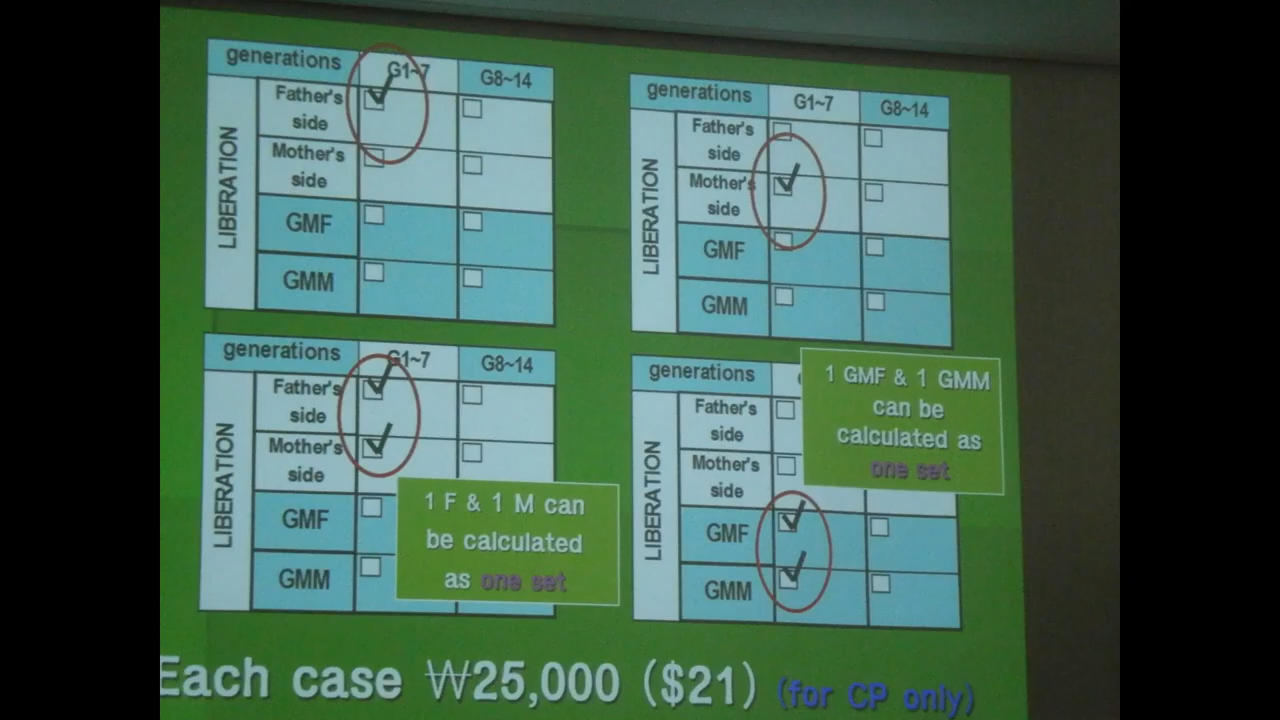 generations G1~7 G8~14
LIBERATION
Father's
side
Mother's
side
GMF
GMM
generations G1~7 G8~14
LIBERATION
Father's
side
Mother's
side
GMF
GMM
generations G1~7 G8~14
LIBERATION
Father's
side
Mother's
side
GMF
GMM
1 F & 1 M can
be calculated
as one set
generations
LIBERATION
Father's
side
Mother's
side
GMF
GMM
1 GMF & 1 GMM
can be
calculated as
one set
Each case ₩25,000 ($21) (for CP only)